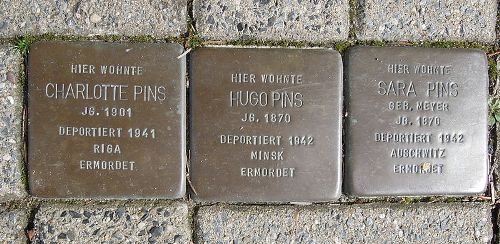 HIER WOHNTE
CHARLOTTE PINS
JG. 1901
DEPORTIERT 1941
RIGA
ERMORDET
HIER WOHNTE
HUGO PINS
JG. 1870
DEPORTIERT 1942
MINSK
ERMORDET
HIER WOHNTE
SARA PINS
GEB. MEYER
JG. 1870
DEPORTIERT 1942
AUSCHWITZ
ERMORDET